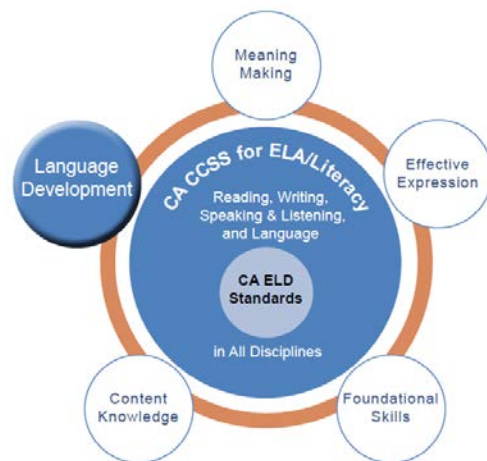 Meaning
Making
Language
Development
Effective
Expression
CA CCSS for ELA/Literacy
Reading, Writing,
Speaking & Listening,
and Language
CA ELD
Standards
in All Disciplines
Content
Knowledge
Foundational
Skills